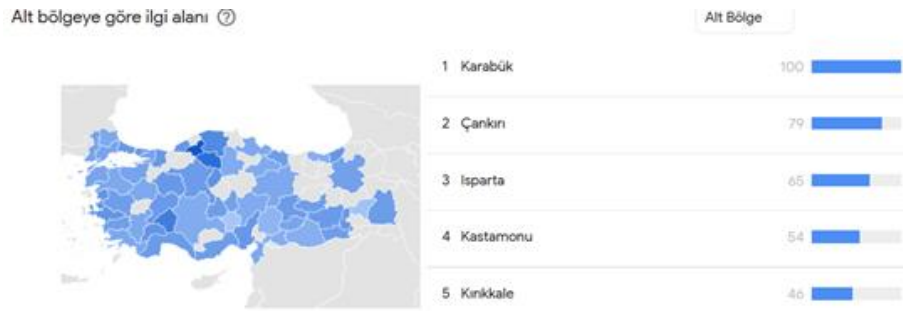 Alt bölgeye göre ilgi alanı ?
Alt Bölge
1 Karabük 100
2 Çankırı 79
3 Isparta 65
4 Kastamonu 54
5 Kırıkkale 46